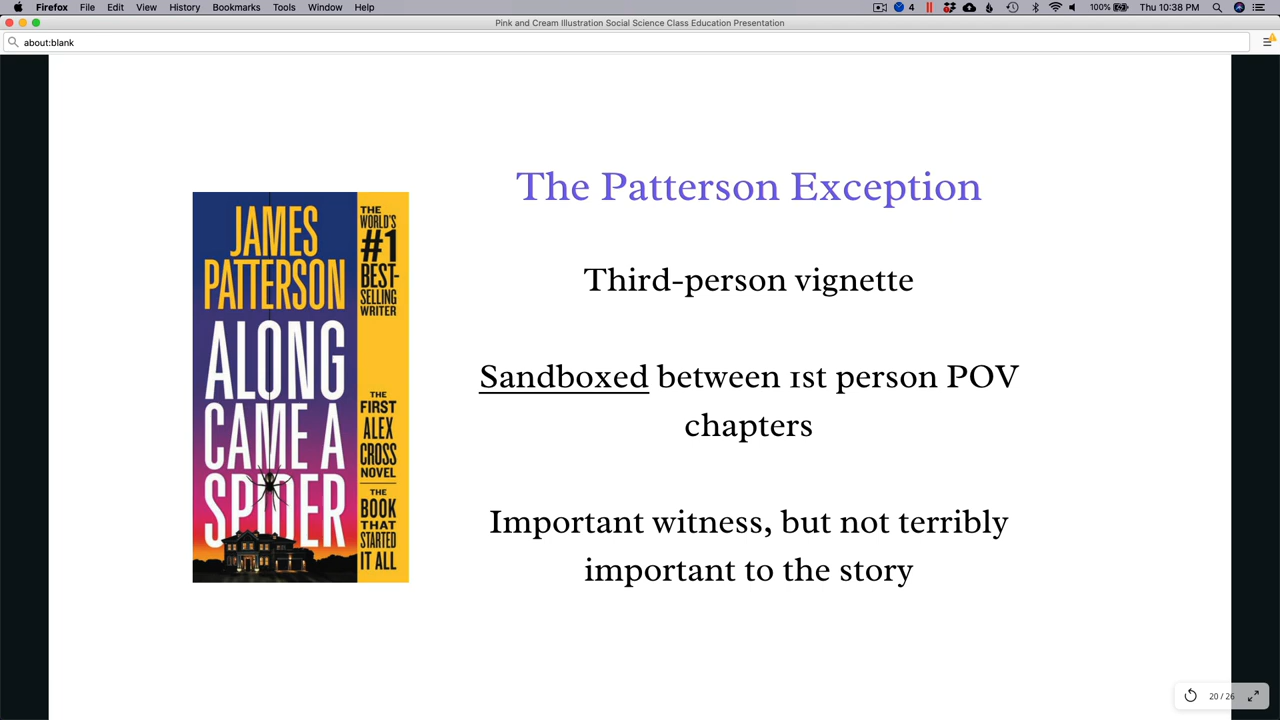 Firefox File Edit View History Bookmarks Tools Window Help 4 100% Thu 10:38 PM
Pink and Cream Illustration Social Science Class Education Presentation
about:blank
The Patterson Exception
Third-person vignette
Sandboxed between 1st person POV
chapters
Important witness, but not terribly
important to the story
JAMES
PATTERSON
ALONG
CAME A
SPIDER
THE
WORLD'S
#1
BEST-
SELLING
WRITER
THE
FIRST
ALEX
CROSS
NOVEL
THE
BOOK
THAT
STARTED
IT ALL
20 / 26